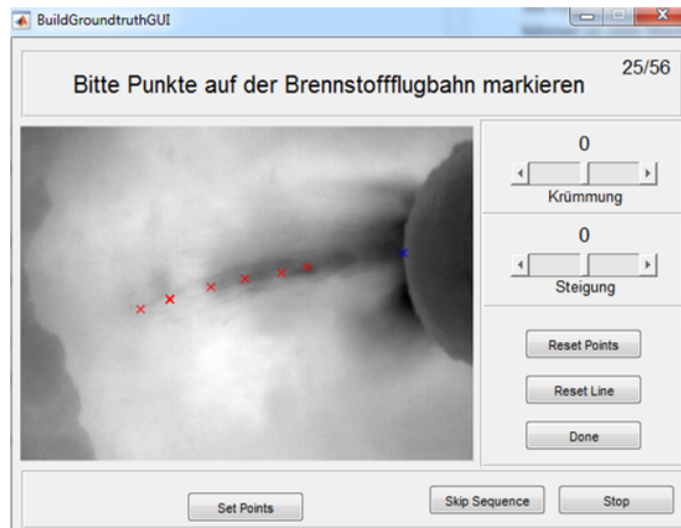 BuildGroundtruthGUI
Bitte Punkte auf der Brennstoffflugbahn markieren
25/56
0
Krümmung
0
Steigung
Reset Points
Reset Line
Done
Set Points
Skip Sequence
Stop